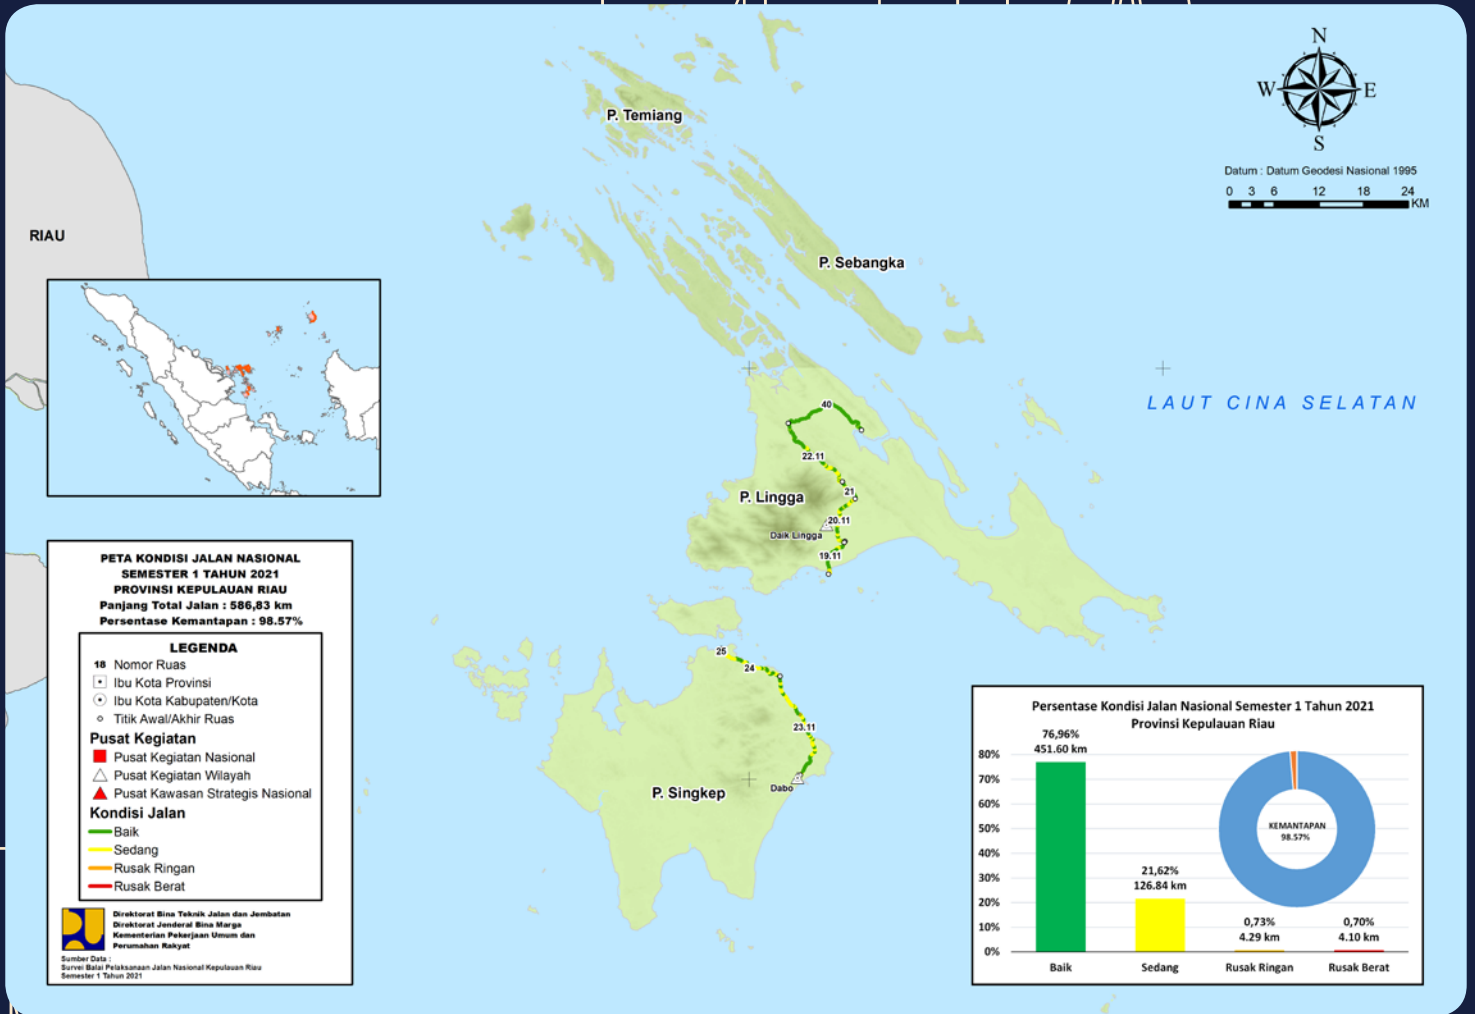 P. Temiang
N
W
E
S
Datum : Datum Geodesi Nasional 1995
0 3 6 12 18 24
KM
RIAU
P. Sebangka
LAUT CINA SELATAN
40
22.11
21
P. Lingga
20.11
Daik Lingga
19.11
25
24
23.11
Dabo
P. Singkep
PETA KONDISI JALAN NASIONAL
SEMESTER 1 TAHUN 2021
PROVINSI KEPULAUAN RIAU
Panjang Total Jalan : 586,83 km
Persentase Kemantapan : 98.57%
LEGENDA
18 Nomor Ruas
Ibu Kota Provinsi
Ibu Kota Kabupaten/Kota
Titik Awal/Akhir Ruas
Pusat Kegiatan
Pusat Kegiatan Nasional
Pusat Kegiatan Wilayah
Pusat Kawasan Strategis Nasional
Kondisi Jalan
Baik
Sedang
Rusak Ringan
Rusak Berat
Direktorat Bina Teknik Jalan dan Jembatan
Direktorat Jenderal Bina Marga
Kementerian Pekerjaan Umum dan
Perumahan Rakyat
Sumber Data :
Survei Balai Pelaksanaan Jalan Nasional Kepulauan Riau
Semester 1 Tahun 2021
Persentase Kondisi Jalan Nasional Semester 1 Tahun 2021
Provinsi Kepulauan Riau
76,96%
451.60 km
80%
70%
60%
50%
40%
30%
20%
10%
0%
KEMANTAPAN
98.57%
21,62%
126.84 km
0,73%
4.29 km
0,70%
4.10 km
Baik
Sedang
Rusak Ringan
Rusak Berat